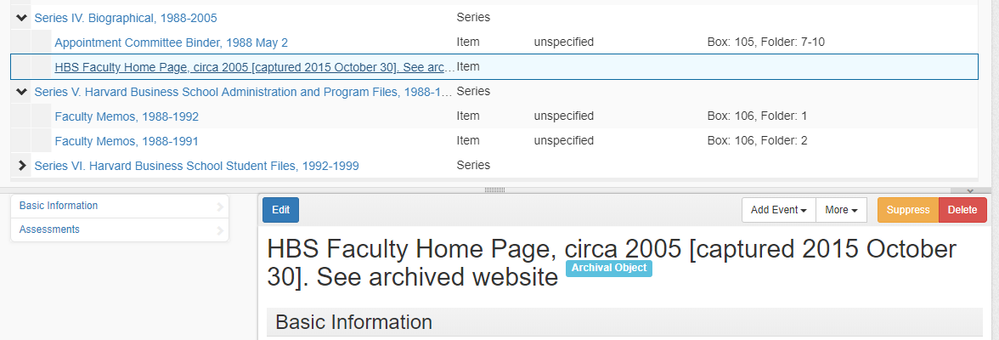 Series IV. Biographical, 1988-2005 Series
Appointment Committee Binder, 1988 May 2 Item unspecified Box: 105, Folder: 7-10
HBS Faculty Home Page, circa 2005 [captured 2015 October 30]. See arc... Item
Series V. Harvard Business School Administration and Program Files, 1988-1... Series
Faculty Memos, 1988-1992 Item unspecified Box: 106, Folder: 1
Faculty Memos, 1988-1991 Item unspecified Box: 106, Folder: 2
Series VI. Harvard Business School Student Files, 1992-1999 Series
Basic Information
Assessments
Edit Add Event More Suppress Delete
HBS Faculty Home Page, circa 2005 [captured 2015 October
30]. See archived website Archival Object
Basic Information